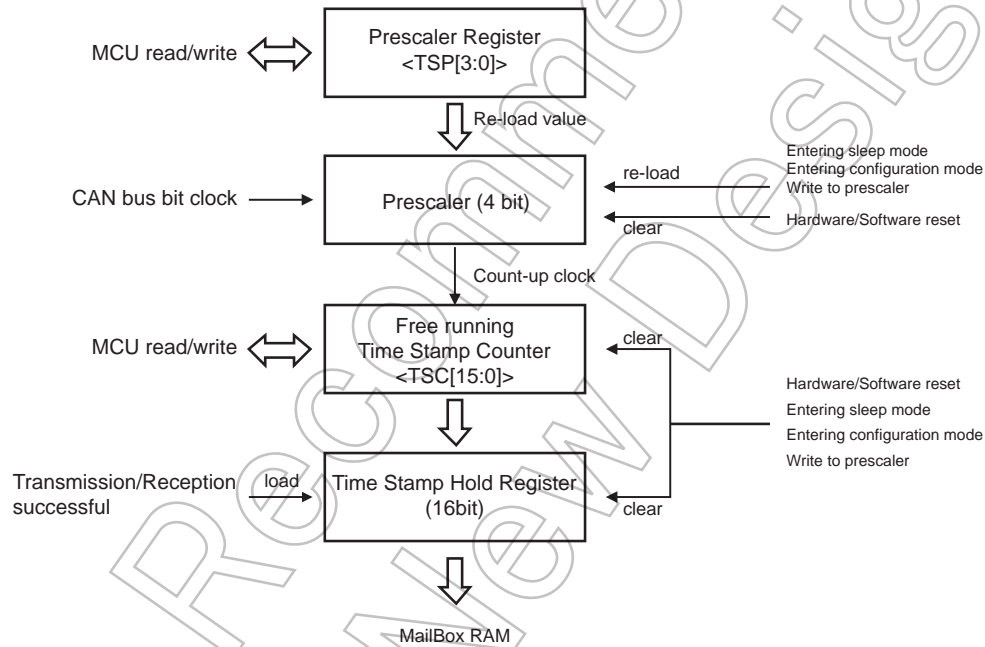 Prescaler Register
<TSP[3:0]>
MCU read/write
Re-load value
Entering sleep mode
Entering configuration mode
Write to prescaler
re-load
CAN bus bit clock
Prescaler (4 bit)
Hardware/Software reset
clear
Count-up clock
Free running
Time Stamp Counter
<TSC[15:0]>
MCU read/write
clear
Hardware/Software reset
Entering sleep mode
Entering configuration mode
Write to prescaler
Transmission/Reception
successful
load
Time Stamp Hold Register
(16bit)
clear
MailBox RAM
New Desig
Recomme